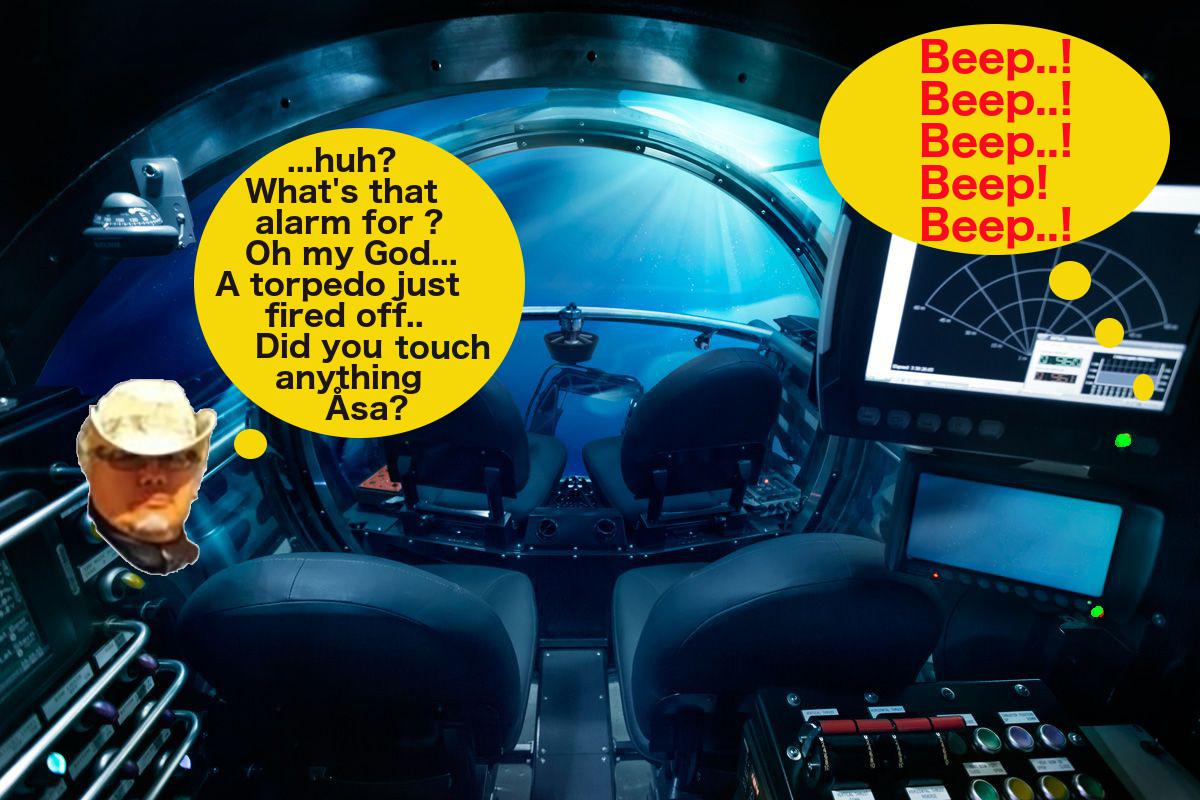 ...huh?
What's that
alarm for ?
Oh my God...
A torpedo just
fired off..
Did you touch
anything
Åsa?
Beep..!
Beep..!
Beep..!
Beep!
Beep..!